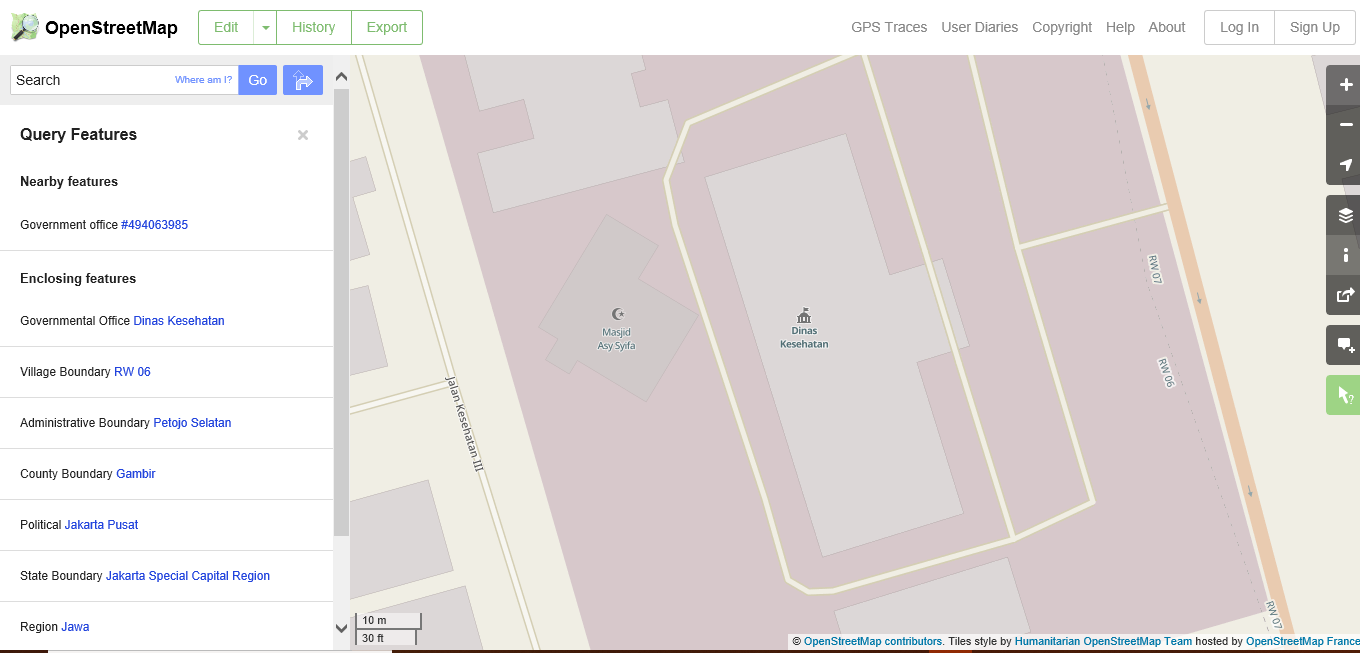 OpenStreetMap
Edit
History
Export
GPS Traces
User Diaries
Copyright
Help
About
Log In
Sign Up
Search
Where am I?
Go
Query Features
×
Nearby features
Government office #494063985
Enclosing features
Governmental Office Dinas Kesehatan
Village Boundary RW 06
Administrative Boundary Petojo Selatan
County Boundary Gambir
Political Jakarta Pusat
State Boundary Jakarta Special Capital Region
Region Jawa
Masjid
Asy Syifa
Dinas
Kesehatan
Jalan Kesehatan III
RW 07
RW 06
RW 07
10 m
30 ft
© OpenStreetMap contributors. Tiles style by Humanitarian OpenStreetMap Team hosted by OpenStreetMap France